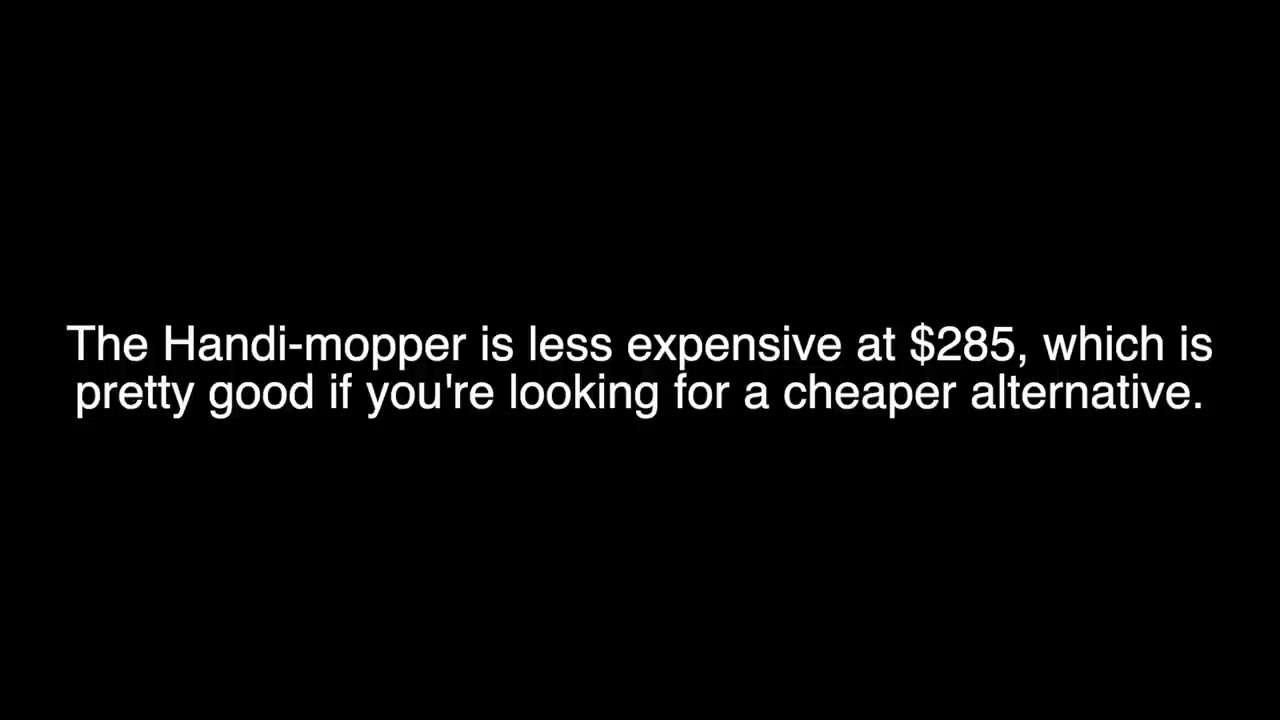 The Handi-mopper is less expensive at $285, which is
pretty good if you're looking for a cheaper alternative.